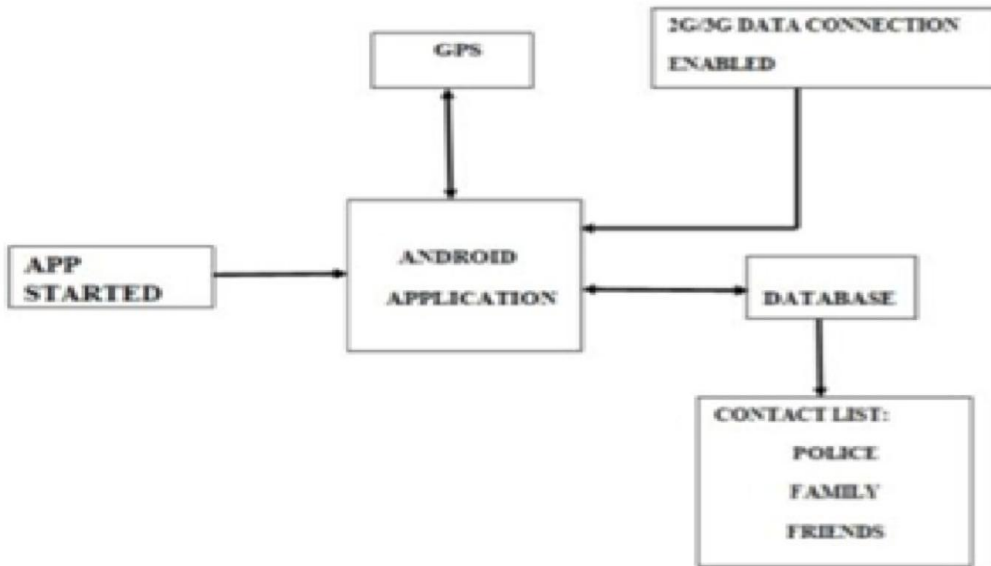 GPS
2G/3G DATA CONNECTION
ENABLED
APP
STARTED
ANDROID
APPLICATION
DATABASE
CONTACT LIST:
POLICE
FAMILY
FRIENDS